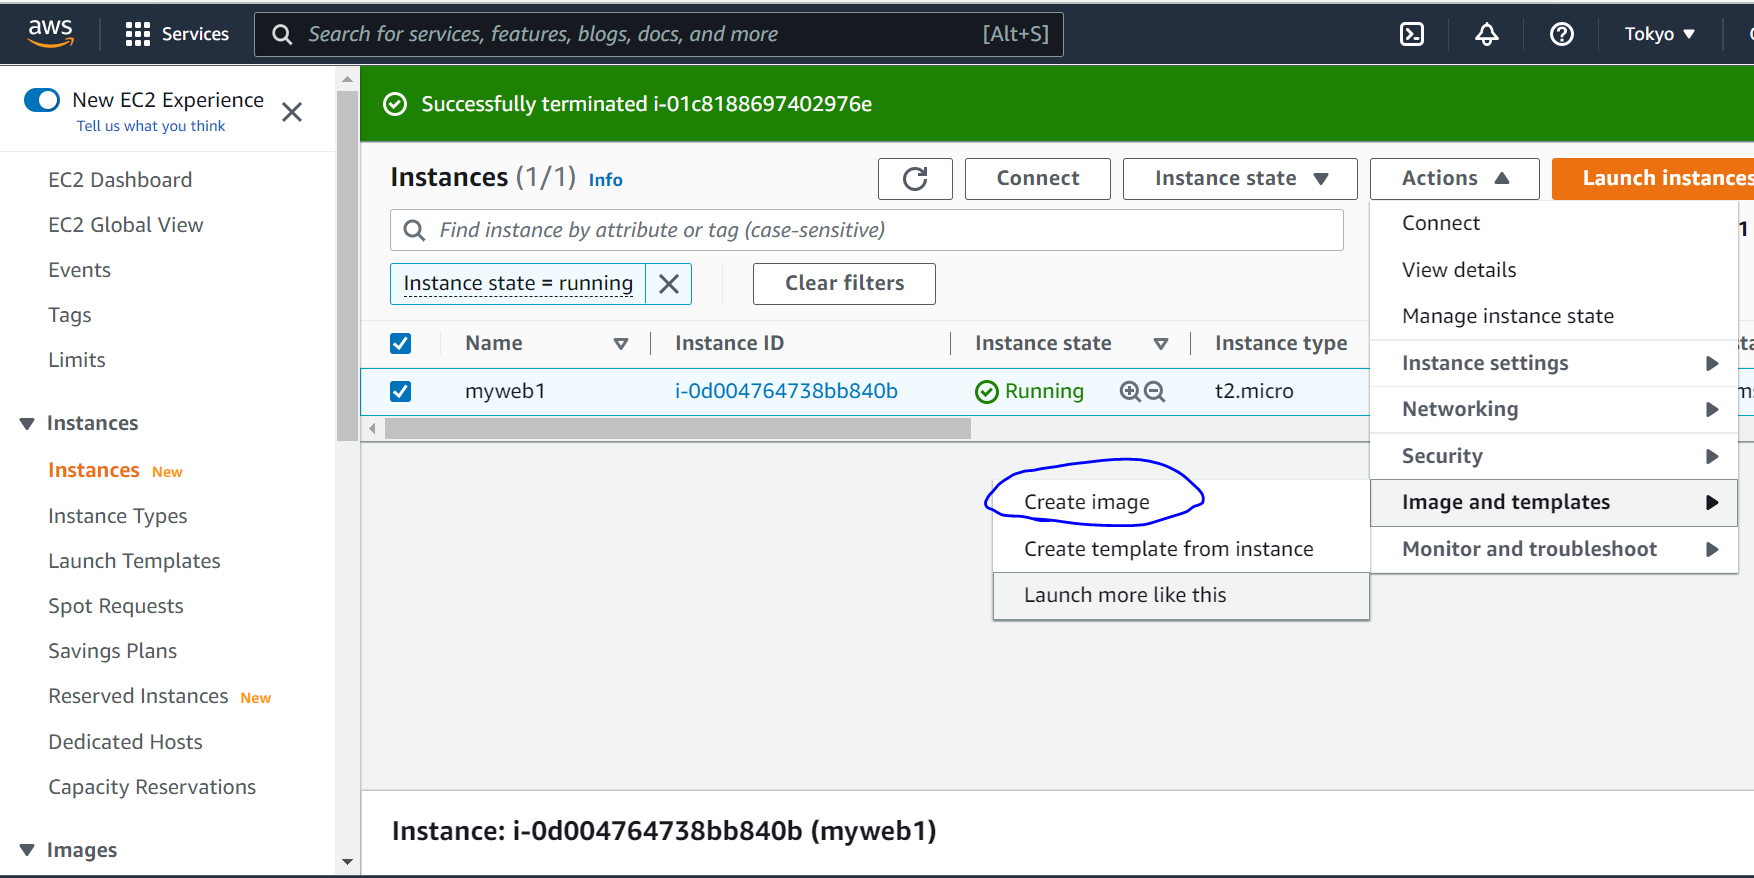 aws
Services
Search for services, features, blogs, docs, and more
[Alt+S]
Tokyo
New EC2 Experience
Tell us what you think
EC2 Dashboard
EC2 Global View
Events
Tags
Limits
Instances
Instances New
Instance Types
Launch Templates
Spot Requests
Savings Plans
Reserved Instances New
Dedicated Hosts
Capacity Reservations
Images
Successfully terminated i-01c8188697402976e
Instances (1/1) Info
Connect
Instance state
Actions
Launch instances
Find instance by attribute or tag (case-sensitive)
1
Instance state = running
Clear filters
Name
Instance ID
Instance state
Instance type
myweb1
i-0d004764738bb840b
Running
t2.micro
Connect
View details
Manage instance state
Instance settings
Networking
Security
Image and templates
Monitor and troubleshoot
Create image
Create template from instance
Launch more like this
Instance: i-0d004764738bb840b (myweb1)